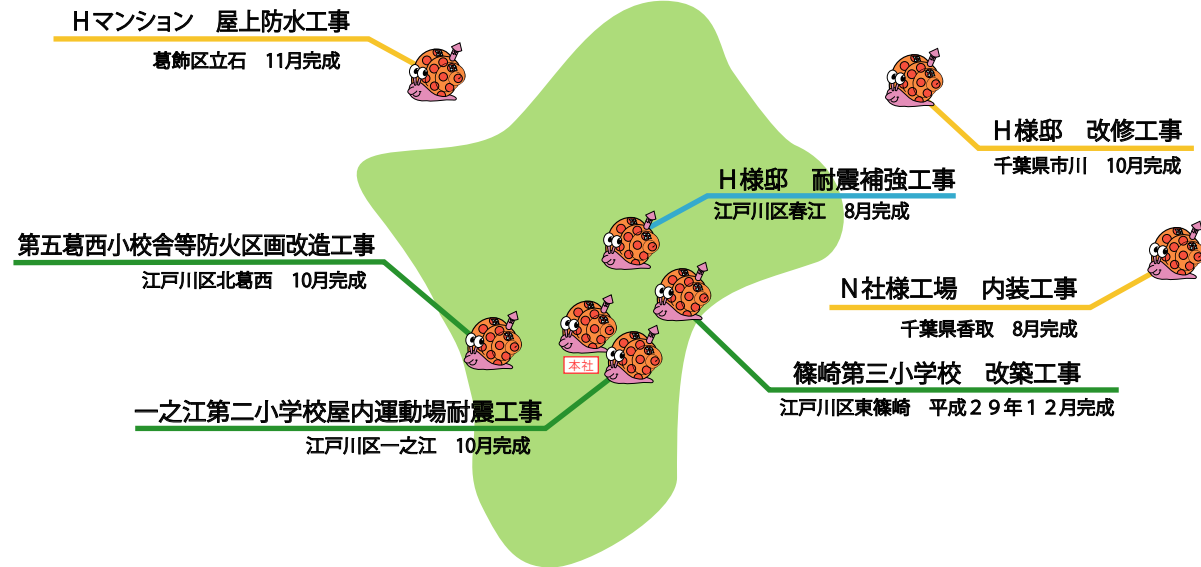 Hマンション　屋上防水工事
葛飾区立石　11月完成
H様邸　改修工事
千葉県市川　10月完成
H様邸　耐震補強工事
江戸川区春江　8月完成
第五葛西小校舎等防火区画改造工事
江戸川区北葛西　10月完成
N社様工場　内装工事
千葉県香取　8月完成
本社
篠崎第三小学校　改築工事
江戸川区東篠崎　平成２９年１２月完成
一之江第二小学校屋内運動場耐震工事
江戸川区一之江　10月完成